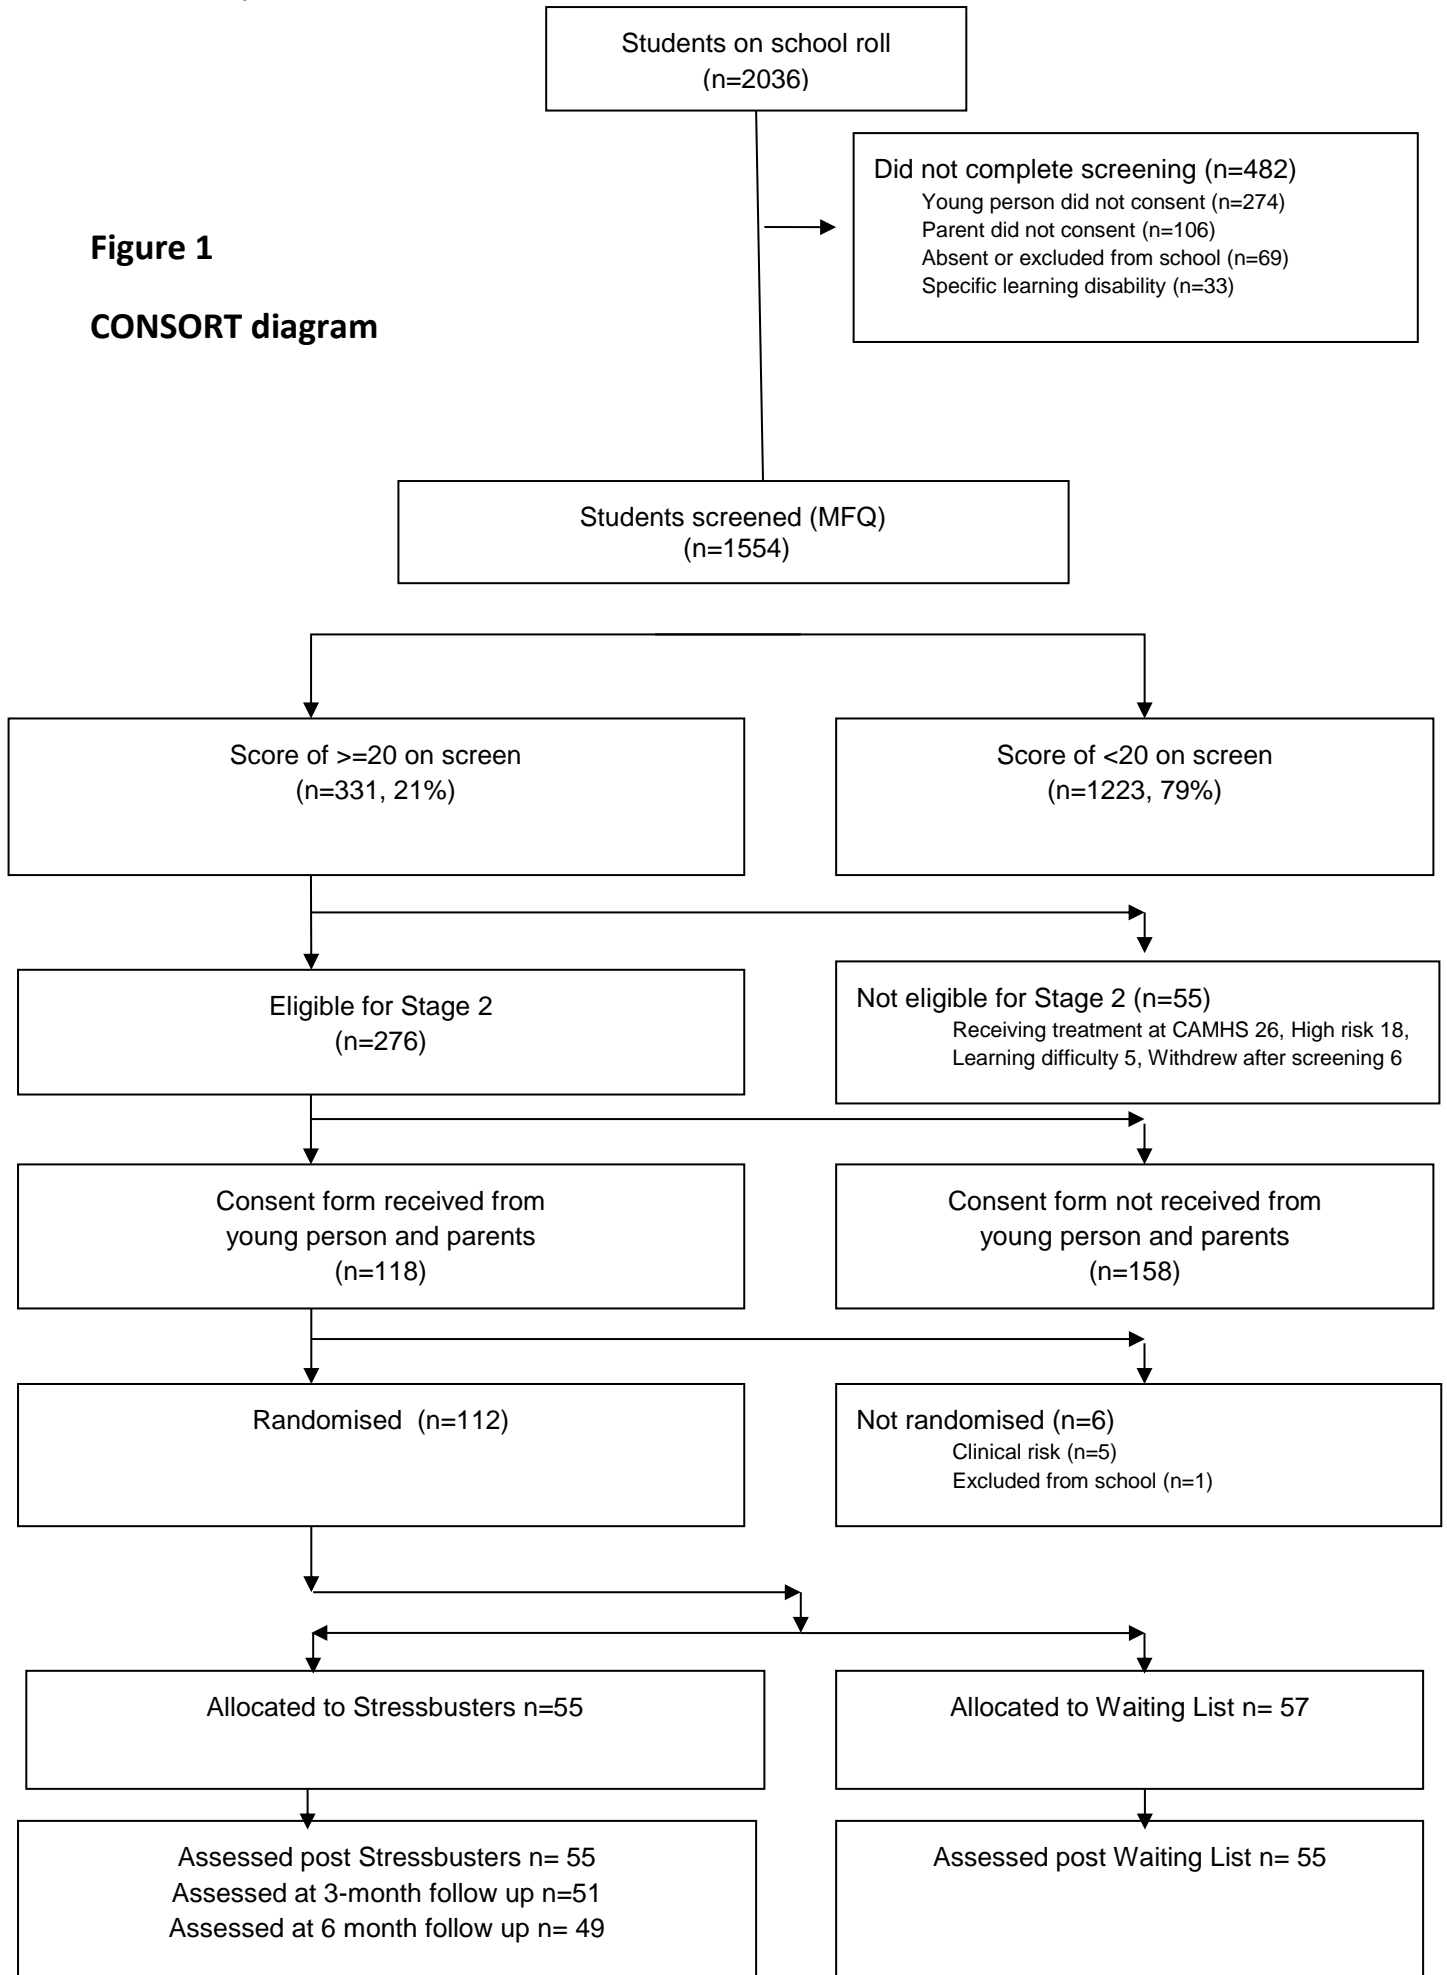 Students on school roll
(n=2036)
Did not complete screening (n=482)
Young person did not consent (n=274)
Parent did not consent (n=106)
Absent or excluded from school (n=69)
Specific learning disability (n=33)
Figure 1
CONSORT diagram
Students screened (MFQ)
(n=1554)
Score of >=20 on screen
(n=331, 21%)
Score of <20 on screen
(n=1223, 79%)
Eligible for Stage 2
(n=276)
Not eligible for Stage 2 (n=55)
Receiving treatment at CAMHS 26, High risk 18,
Learning difficulty 5, Withdrew after screening 6
Consent form received from
young person and parents
(n=118)
Consent form not received from
young person and parents
(n=158)
Randomised  (n=112)
Not randomised (n=6)
Clinical risk (n=5)
Excluded from school (n=1)
Allocated to Stressbusters n=55
Allocated to Waiting List n= 57
Assessed post Stressbusters n= 55
Assessed at 3-month follow up n=51
Assessed at 6 month follow up n= 49
Assessed post Waiting List n= 55